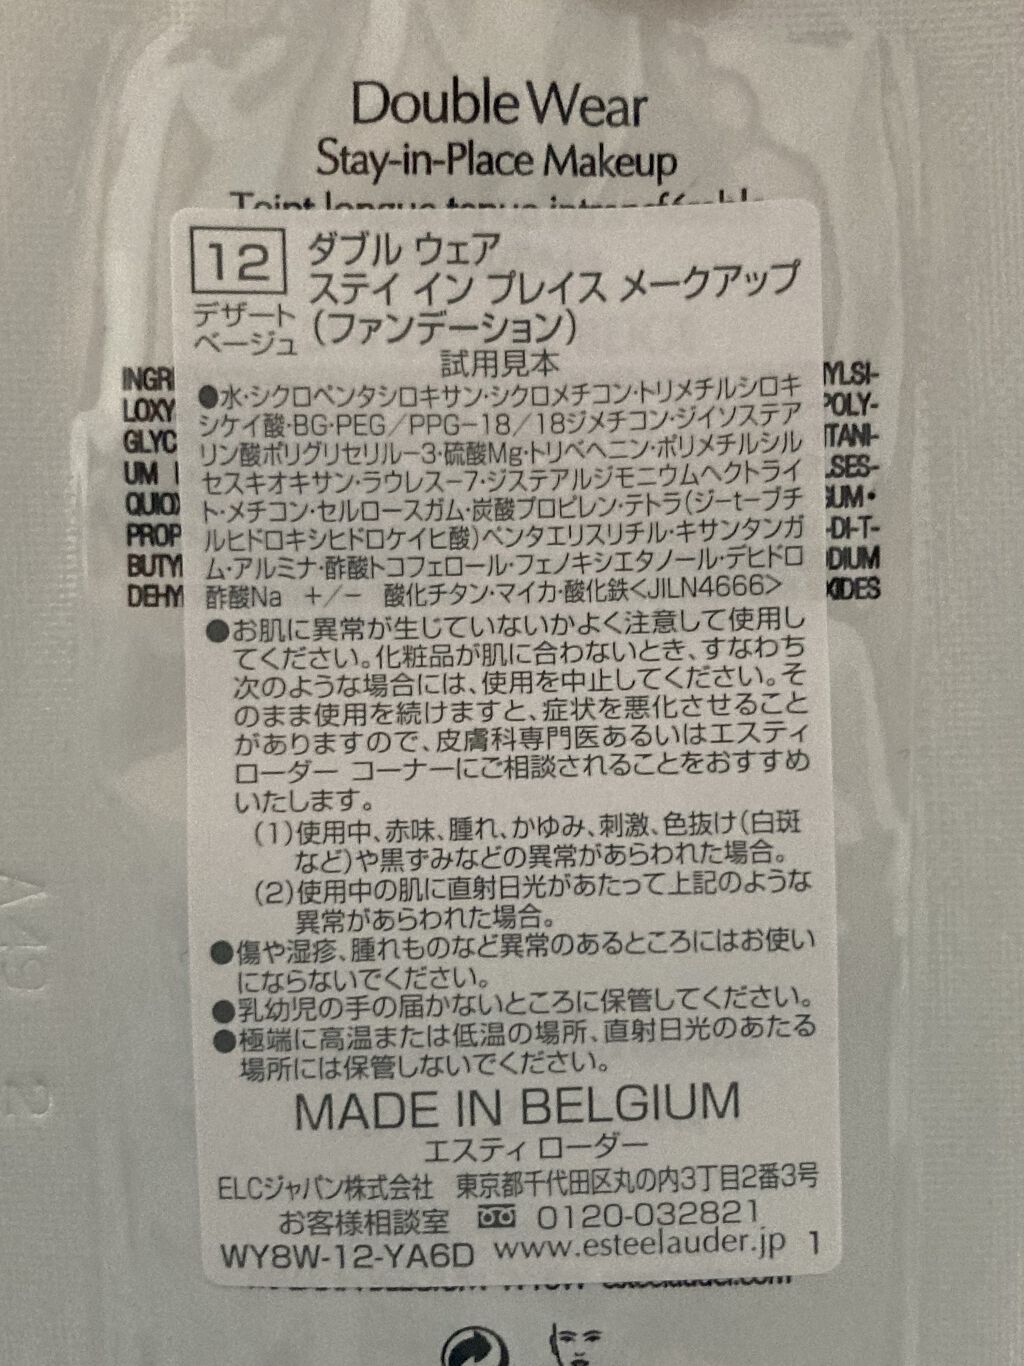 Double Wear
Stay-in-Place Makeup
Teint longue tenue intransférable
12
デザート
ベージュ
ダブル ウェア
ステイ イン プレイス メークアップ
(ファンデーション)
試用見本
●水・シクロペンタシロキサン・シクロメチコン・トリメチルシロキ
シケイ酸・BG・PEG/PPG-18/18ジメチコン・ジイソステア
リン酸ポリグリセリル-3・硫酸Mg・トリベヘニン・ポリメチルシル
セスキオキサン・ラウレス-7・ジステアルジモニウムヘクトライ
ト・メチコン・セルロースガム・炭酸プロピレン・テトラ(ジ-t-ブチ
ルヒドロキシヒドロケイヒ酸)ペンタエリスリチル・キサンタンガ
ム・アルミナ・酢酸トコフェロール・フェノキシエタノール・デヒドロ
酢酸Na +/- 酸化チタン・マイカ・酸化鉄<JILN4666>
●お肌に異常が生じていないかよく注意して使用し
てください。化粧品が肌に合わないとき、すなわち
次のような場合には、使用を中止してください。そ
のまま使用を続けますと、症状を悪化させること
がありますので、皮膚科専門医あるいはエスティ
ローダー コーナーにご相談されることをおすすめ
いたします。
(1)使用中、赤味、腫れ、かゆみ、刺激、色抜け(白斑
など)や黒ずみなどの異常があらわれた場合。
(2)使用中の肌に直射日光があたって上記のような
異常があらわれた場合。
●傷や湿疹、腫れものなど異常のあるところにはお使い
にならないでください。
●乳幼児の手の届かないところに保管してください。
●極端に高温または低温の場所、直射日光のあたる
場所には保管しないでください。
MADE IN BELGIUM
エスティ ローダー
ELCジャパン株式会社 東京都千代田区丸の内3丁目2番3号
お客様相談室 0120-032821
WY8W-12-YA6D www.esteelauder.jp 1
INGR
LOXY
GLYC
UM
QUIOX
PROP
BUTY
DEHY
YLSI-
POLY-
TANI-
LSES-
GUM•
-DI-T-
DIUM
XIDES